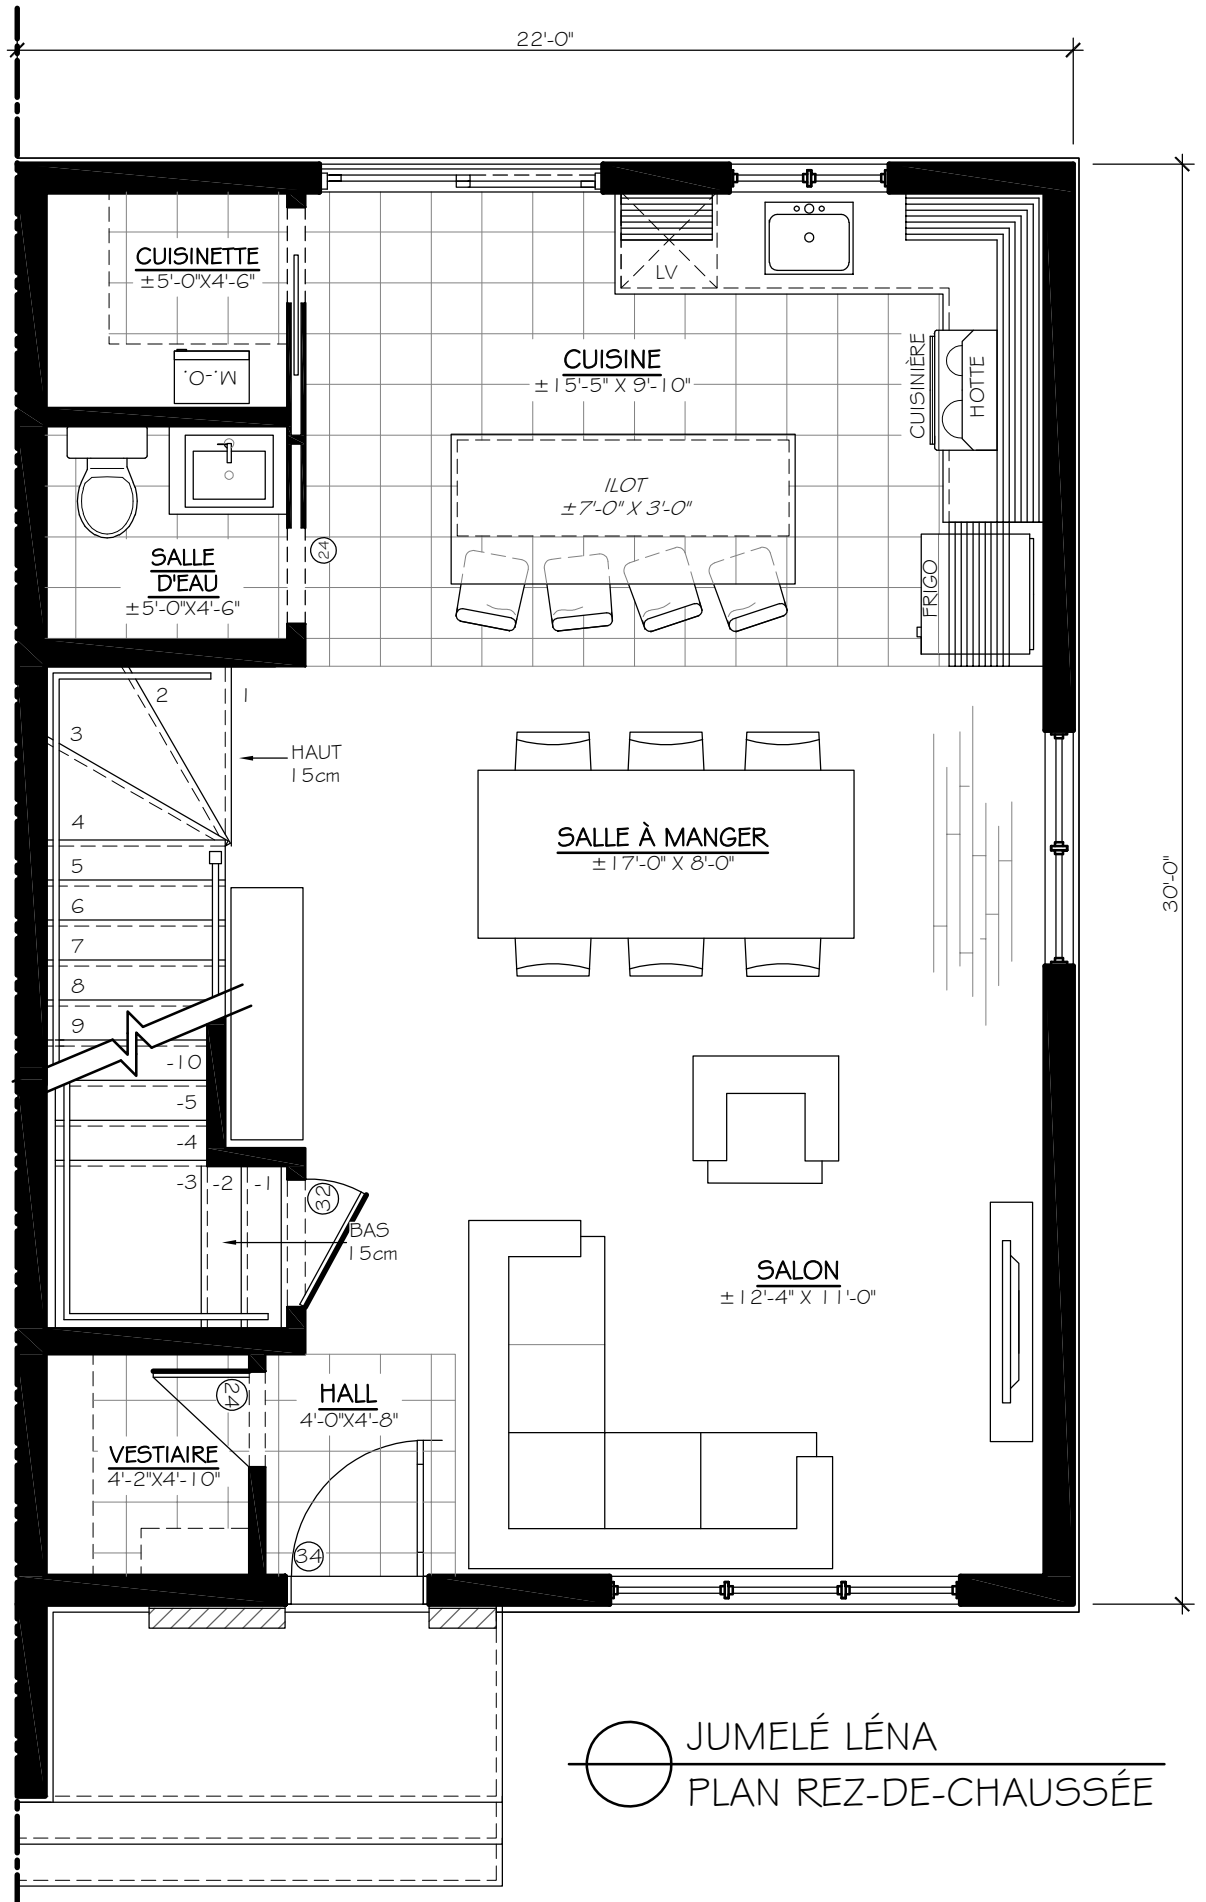 22'-0"
CUISINETTE
±5'-0"X4'-6"
M.-O.
LV
CUISINE
±15'-5" X 9'-10"
CUISINIÈRE
HOTTE
ILOT
±7'-0" X 3'-0"
SALLE
D'EAU
±5'-0"X4'-6"
24
FRIGO
1
2
3
4
5
6
7
8
9
-10
-5
-4
-3
-2
-1
HAUT
15cm
SALLE À MANGER
±17'-0" X 8'-0"
30'-0"
32
BAS
15cm
SALON
±12'-4" X 11'-0"
HALL
4'-0"X4'-8"
24
VESTIAIRE
4'-2"X4'-10"
34
JUMELÉ LÉNA
PLAN REZ-DE-CHAUSSÉE